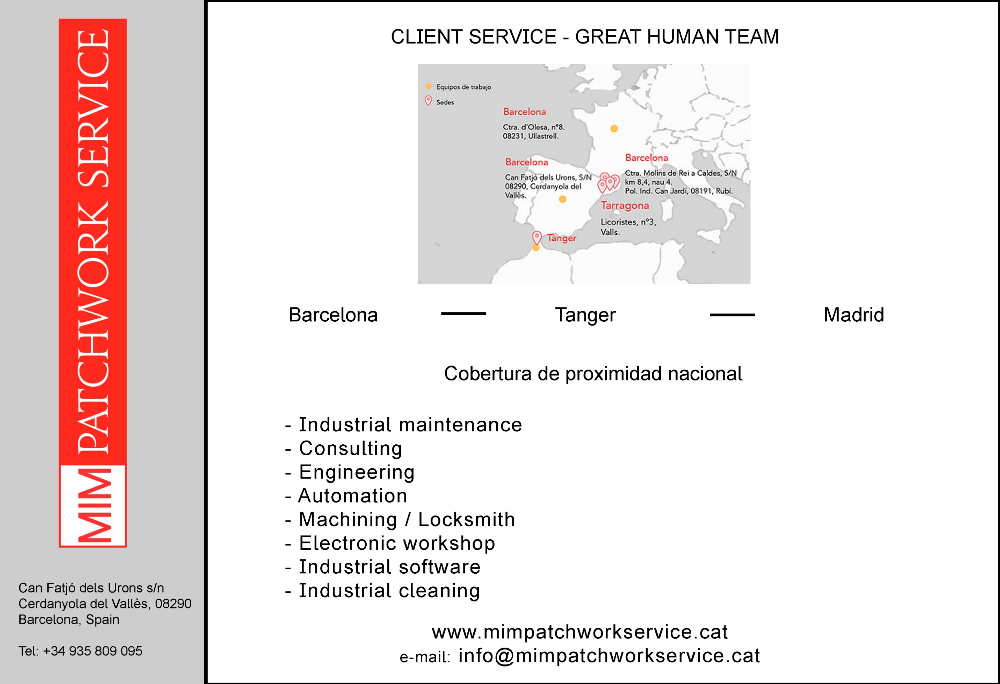 MIM PATCHWORK SERVICE
Can Fatjó dels Urons s/n
Cerdanyola del Vallès, 08290
Barcelona, Spain
Tel: +34 935 809 095
CLIENT SERVICE - GREAT HUMAN TEAM
Equipos de trabajo
Sedes
Barcelona
Ctra. d'Olesa, nº8.
08231, Ullastrell.
Barcelona
Can Fatjó dels Urons, S/N
08290, Cerdanyola del
Vallès.
Barcelona
Ctra. Molins de Rei a Caldes, S/N
km 8,4, nau 4.
Pol. Ind. Can Jardí, 08191, Rubí.
Tarragona
Licoristes, nº3,
Valls.
Tanger
Barcelona — Tanger — Madrid
Cobertura de proximidad nacional
- Industrial maintenance
- Consulting
- Engineering
- Automation
- Machining / Locksmith
- Electronic workshop
- Industrial software
- Industrial cleaning
www.mimpatchworkservice.cat
e-mail: info@mimpatchworkservice.cat